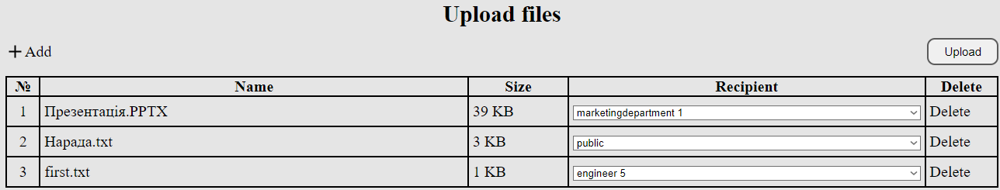 Upload files
+ Add
Upload
№ Name Size Recipient Delete
1 Презентація.PPTX 39 KB marketingdepartment 1 Delete
2 Нарада.txt 3 KB public Delete
3 first.txt 1 KB engineer 5 Delete